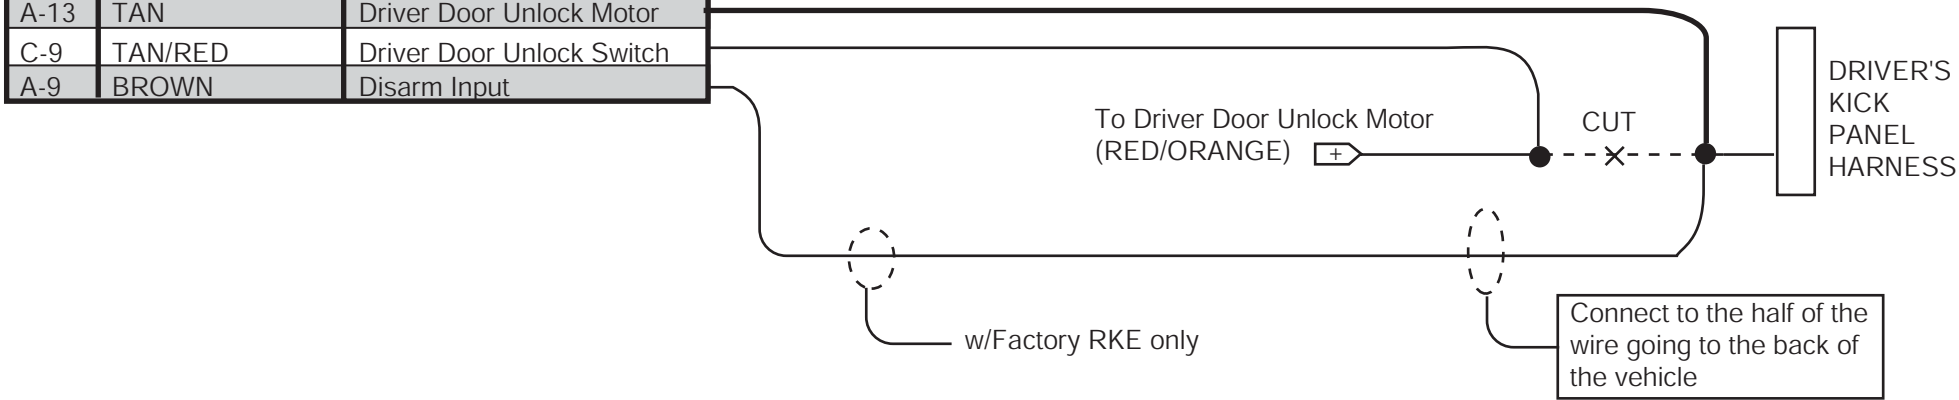 A-13 TAN Driver Door Unlock Motor
C-9 TAN/RED Driver Door Unlock Switch
A-9 BROWN Disarm Input
To Driver Door Unlock Motor
(RED/ORANGE) +
CUT
DRIVER'S
KICK
PANEL
HARNESS
w/Factory RKE only
Connect to the half of the
wire going to the back of
the vehicle